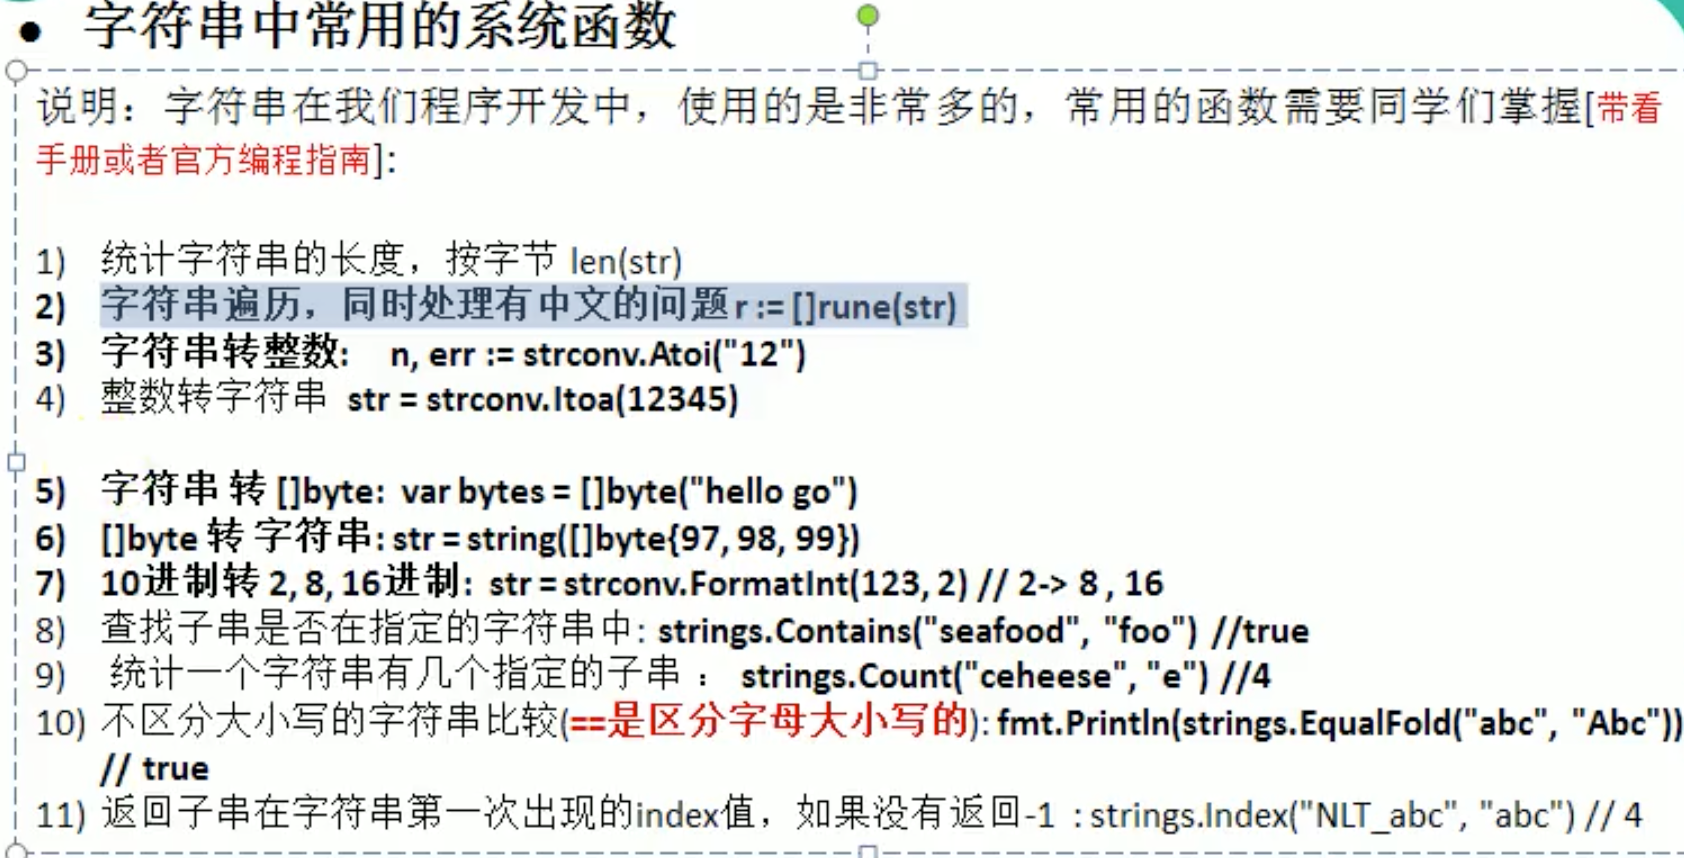 • 字符串中常用的系统函数
说明：字符串在我们程序开发中，使用的是非常多的，常用的函数需要同学们掌握[带看
手册或者官方编程指南]:
1) 统计字符串的长度，按字节 len(str)
2) 字符串遍历，同时处理有中文的问题 r := []rune(str)
3) 字符串转整数: n, err := strconv.Atoi("12")
4) 整数转字符串 str = strconv.Itoa(12345)
5) 字符串 转 []byte: var bytes = []byte("hello go")
6) []byte 转 字符串: str = string([]byte{97, 98, 99})
7) 10进制转 2, 8, 16进制: str = strconv.FormatInt(123, 2) // 2-> 8 , 16
8) 查找子串是否在指定的字符串中: strings.Contains("seafood", "foo") //true
9) 统计一个字符串有几个指定的子串 ： strings.Count("ceheese", "e") //4
10) 不区分大小写的字符串比较(==是区分字母大小写的): fmt.Println(strings.EqualFold("abc", "Abc"))
// true
11) 返回子串在字符串第一次出现的index值，如果没有返回-1 : strings.Index("NLT_abc", "abc") // 4